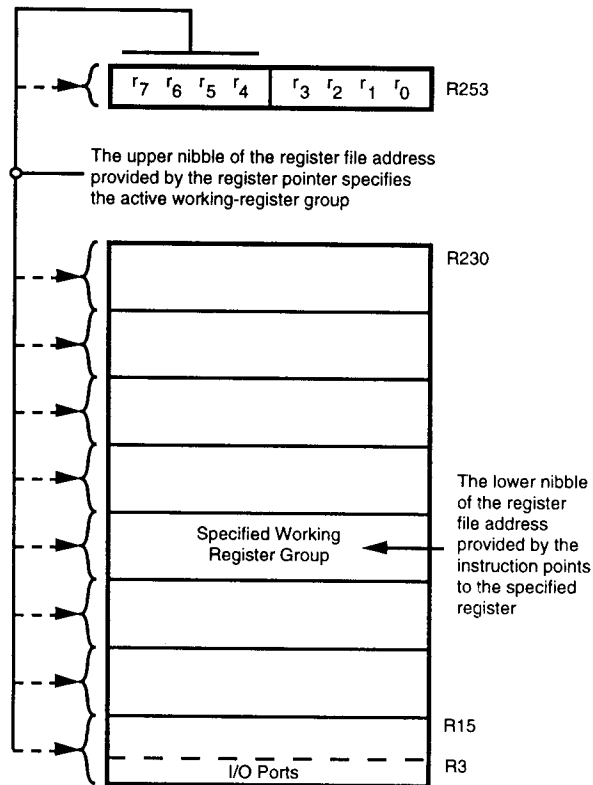 r7 r6 r5 r4 r3 r2 r1 r0 R253
The upper nibble of the register file address
provided by the register pointer specifies
the active working-register group
R230
The lower nibble
of the register
file address
provided by the
instruction points
to the specified
register
Specified Working
Register Group
R15
R3
I/O Ports